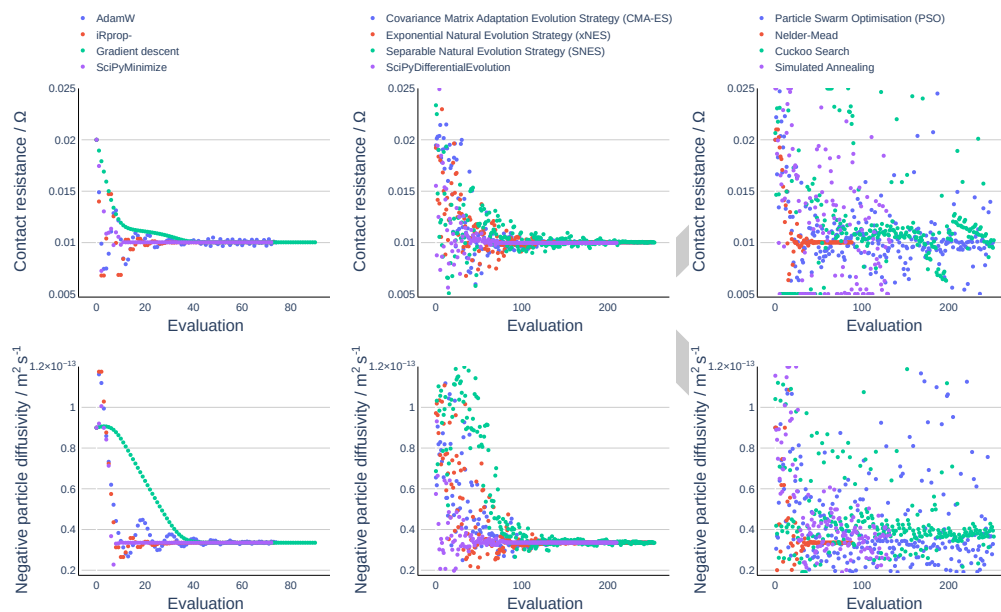 AdamW
iRprop-
Gradient descent
SciPyMinimize
Covariance Matrix Adaptation Evolution Strategy (CMA-ES)
Exponential Natural Evolution Strategy (xNES)
Separable Natural Evolution Strategy (SNES)
SciPyDifferentialEvolution
Particle Swarm Optimisation (PSO)
Nelder-Mead
Cuckoo Search
Simulated Annealing
Contact resistance / Ω
0.025
0.02
0.015
0.01
0.005
0 20 40 60 80
Evaluation
Contact resistance / Ω
0.025
0.02
0.015
0.01
0.005
0 100 200
Evaluation
Contact resistance / Ω
0.025
0.02
0.015
0.01
0.005
0 100 200
Evaluation
Negative particle diffusivity / m² s⁻¹
1.2×10⁻¹³
1
0.8
0.6
0.4
0.2
0 20 40 60 80
Evaluation
Negative particle diffusivity / m² s⁻¹
1.2×10⁻¹³
1
0.8
0.6
0.4
0.2
0 100 200
Evaluation
Negative particle diffusivity / m² s⁻¹
1.2×10⁻¹³
1
0.8
0.6
0.4
0.2
0 100 200
Evaluation